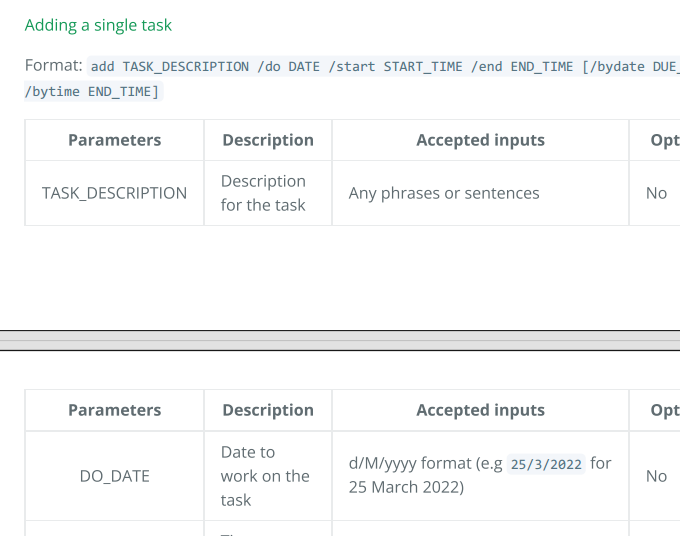 Adding a single task
Format: add TASK_DESCRIPTION /do DATE /start START_TIME /end END_TIME [/bydate DUE_
/bytime END_TIME]
Parameters Description Accepted inputs Opt
TASK_DESCRIPTION Description for the task Any phrases or sentences No
Parameters Description Accepted inputs Opt
DO_DATE Date to work on the task d/M/yyyy format (e.g 25/3/2022 for 25 March 2022) No